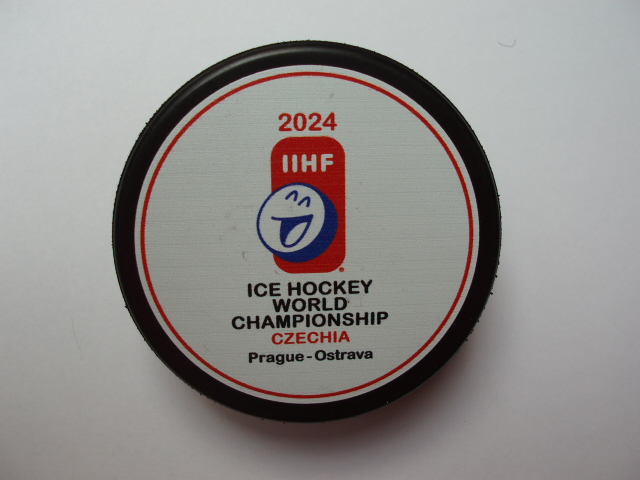 2024
IIHF
ICE HOCKEY
WORLD
CHAMPIONSHIP
CZECHIA
Prague-Ostrava